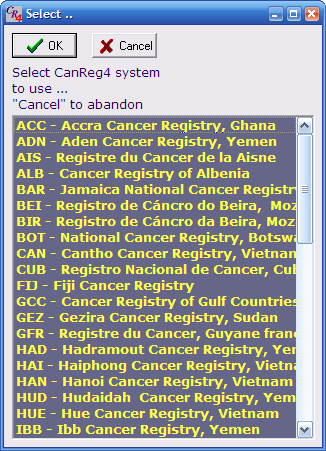 CR4 Select ..
OK Cancel
Select CanReg4 system
to use ...
"Cancel" to abandon
ACC - Accra Cancer Registry, Ghana
ADN - Aden Cancer Registry, Yemen
AIS - Registre du Cancer de la Aisne
ALB - Cancer Registry of Albenia
BAR - Jamaica National Cancer Registry
BEI - Registro de Cáncro do Beira, Moz
BIR - Registro de Cáncro da Beira, Moz
BOT - National Cancer Registry, Botswa
CAN - Cantho Cancer Registry, Vietnam
CUB - Registro Nacional de Cancer, Cub
FIJ - Fiji Cancer Registry
GCC - Cancer Registry of Gulf Countries
GEZ - Gezira Cancer Registry, Sudan
GFR - Registre du Cancer, Guyane franc
HAD - Hadramout Cancer Registry, Yem
HAI - Haiphong Cancer Registry, Vietnam
HAN - Hanoi Cancer Registry, Vietnam
HUD - Hudaidah Cancer Registry, Yeme
HUE - Hue Cancer Registry, Vietnam
IBB - Ibb Cancer Registry, Yemen